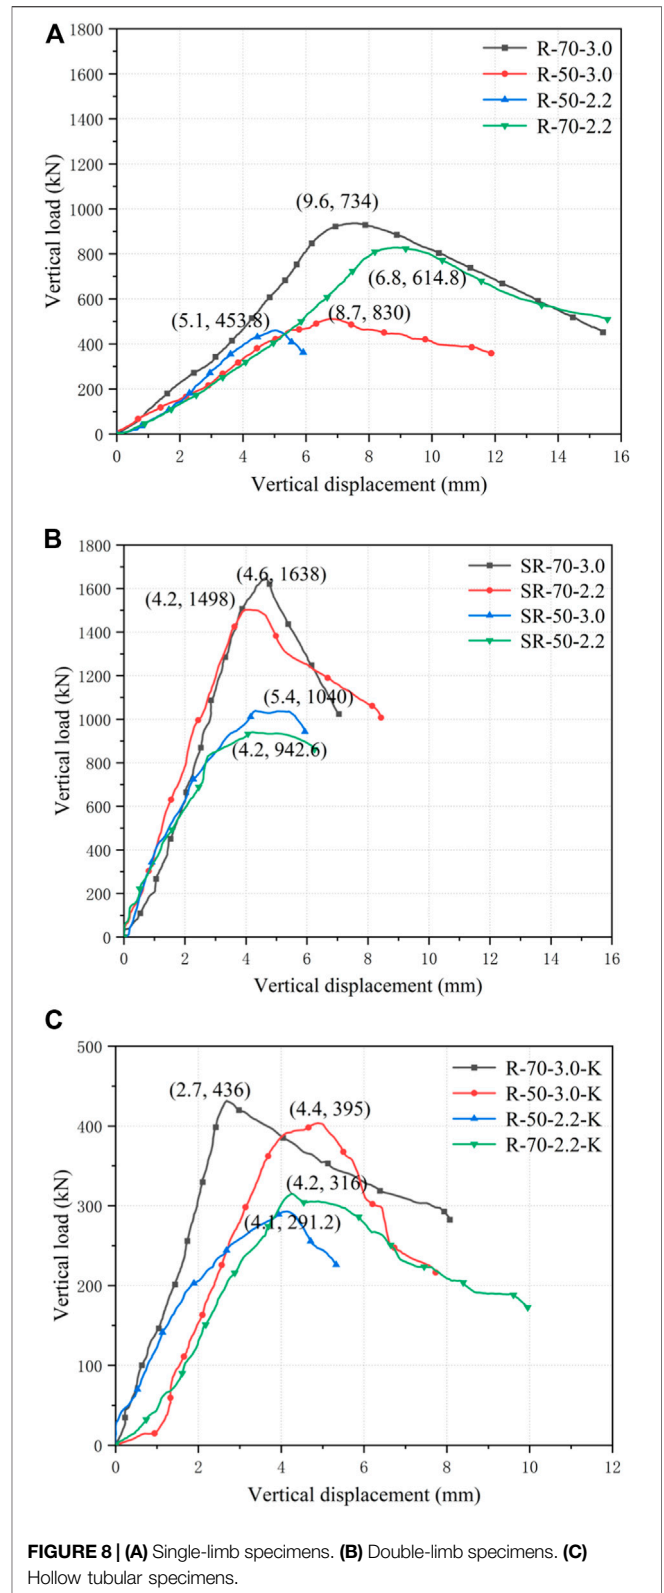 A
1800
1600
1400
1200
1000
800
600
400
200
0
Vertical load (kN)
R-70-3.0
R-50-3.0
R-50-2.2
R-70-2.2
(9.6, 734)
(6.8, 614.8)
(5.1, 453.8)
(8.7, 830)
0 2 4 6 8 10 12 14 16
Vertical displacement (mm)
B
1800
1600
1400
1200
1000
800
600
400
200
0
Vertical load (kN)
SR-70-3.0
SR-70-2.2
SR-50-3.0
SR-50-2.2
(4.6, 1638)
(4.2, 1498)
(5.4, 1040)
(4.2, 942.6)
0 2 4 6 8 10 12 14 16
Vertical displacement (mm)
C
500
400
300
200
100
0
Vertical load (kN)
R-70-3.0-K
R-50-3.0-K
R-50-2.2-K
R-70-2.2-K
(2.7, 436)
(4.4, 395)
(4.2, 316)
(4.1, 291.2)
0 2 4 6 8 10 12
Vertical displacement (mm)
FIGURE 8 | (A) Single-limb specimens. (B) Double-limb specimens. (C)
Hollow tubular specimens.